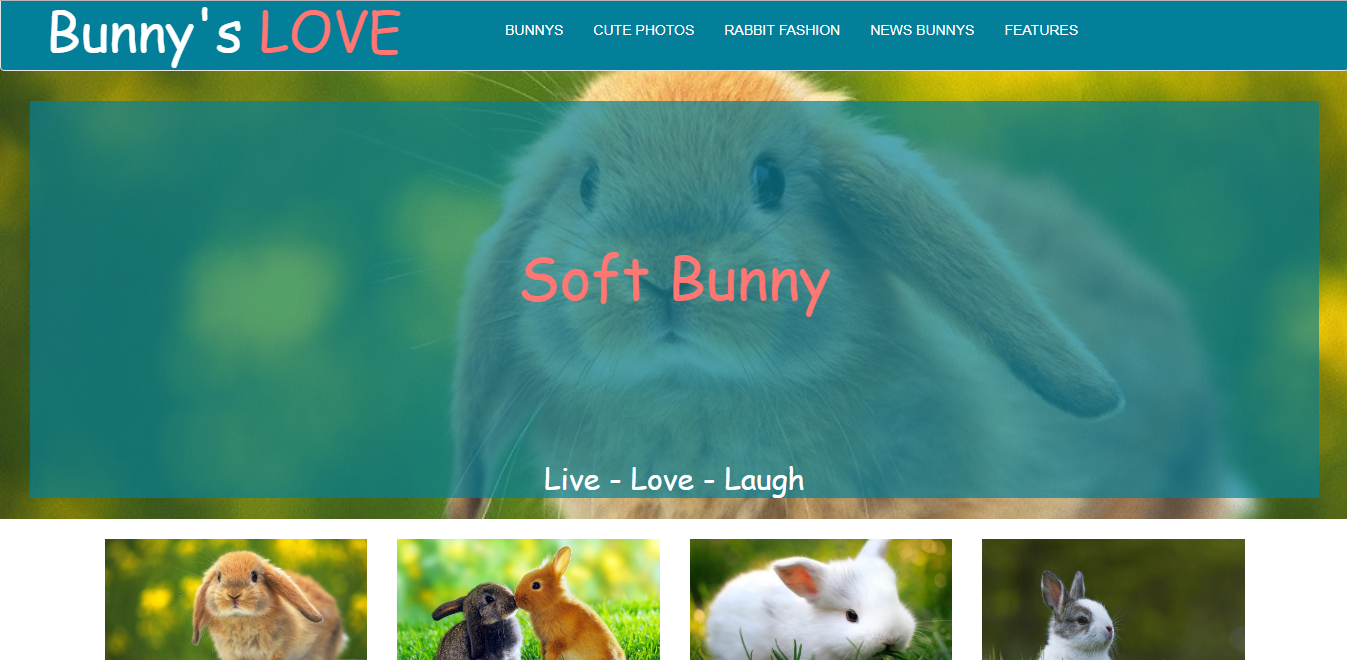 Bunny's LOVE
BUNNYS CUTE PHOTOS RABBIT FASHION NEWS BUNNYS FEATURES
Soft Bunny
Live - Love - Laugh